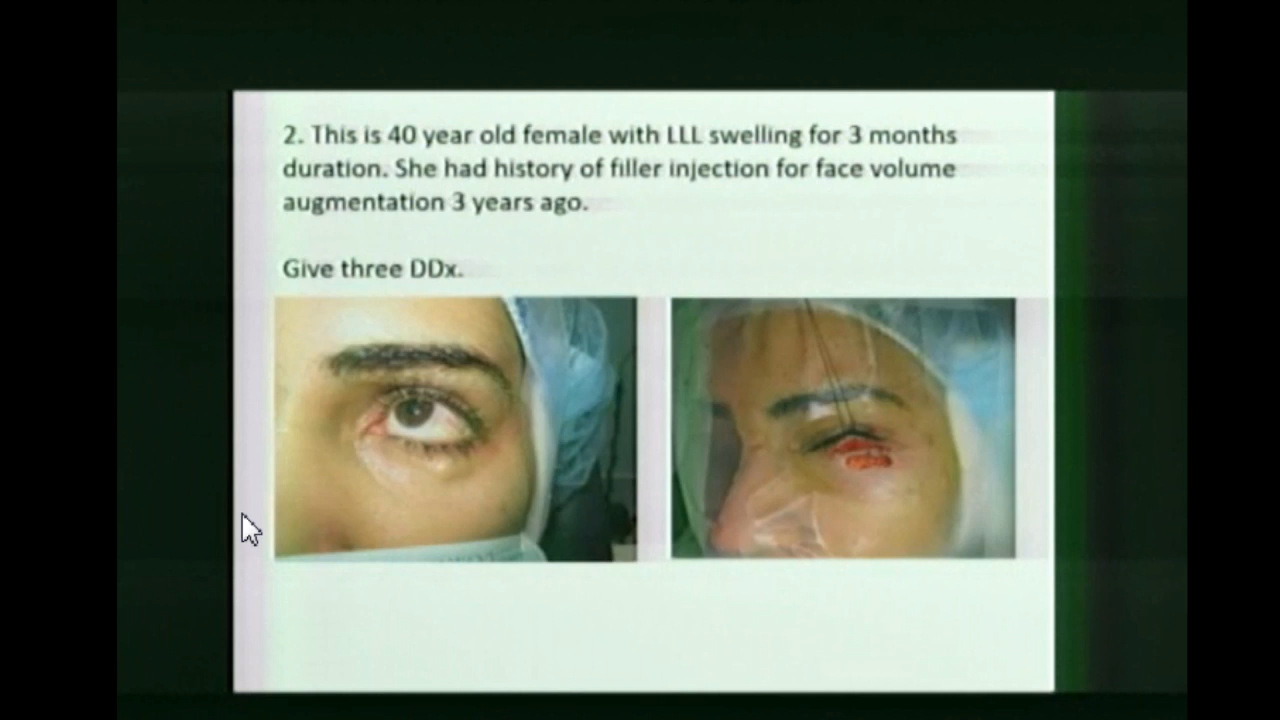 2. This is 40 year old female with LLL swelling for 3 months
duration. She had history of filler injection for face volume
augmentation 3 years ago.
Give three DDx.